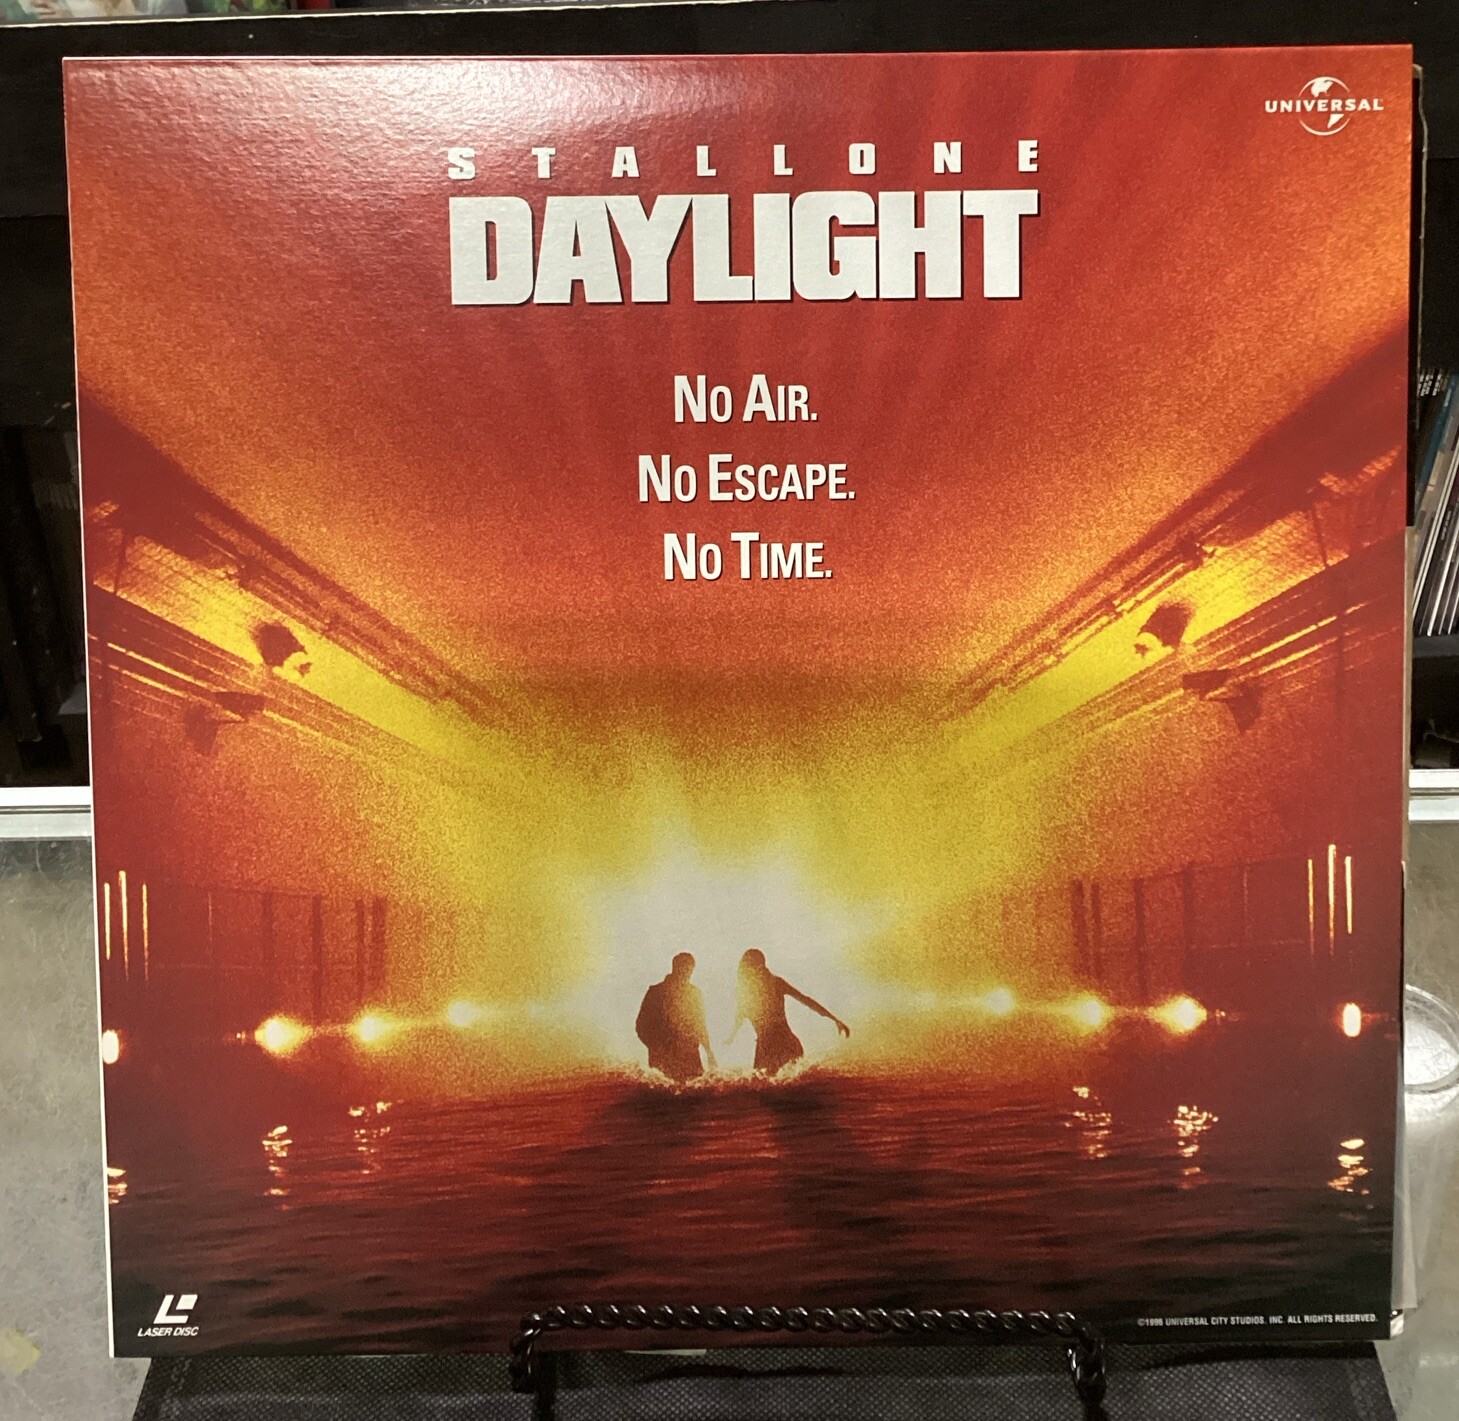 UNIVERSAL
STALLONE
DAYLIGHT
NO AIR.
NO ESCAPE.
NO TIME.
LASER DISC
©1996 UNIVERSAL CITY STUDIOS, INC. ALL RIGHTS RESERVED.